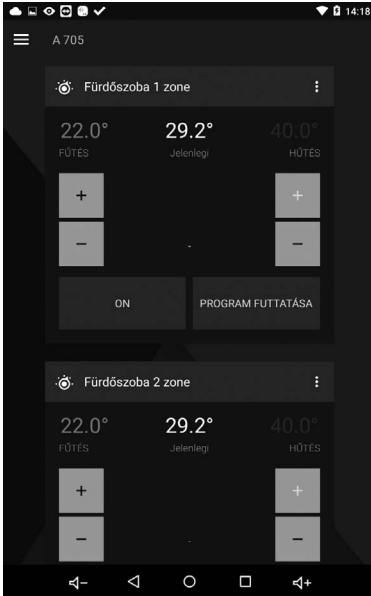 14:18
A 705
Fürdőszoba 1 zone
22.0° 29.2° 40.0°
FŰTÉS Jelenlegi HŰTÉS
+ +
− -  −
ON PROGRAM FUTTATÁSA
Fürdőszoba 2 zone
22.0° 29.2° 40.0°
FŰTÉS Jelenlegi HŰTÉS
+ +
− - −